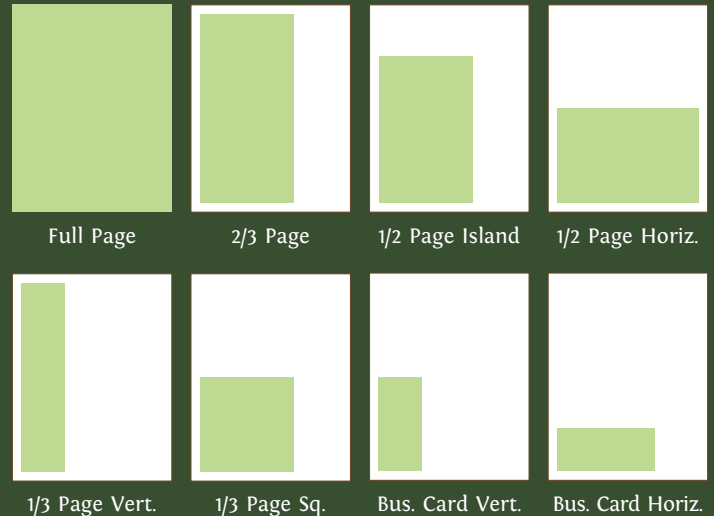 Full Page
2/3 Page
1/2 Page Island
1/2 Page Horiz.
1/3 Page Vert.
1/3 Page Sq.
Bus. Card Vert.
Bus. Card Horiz.